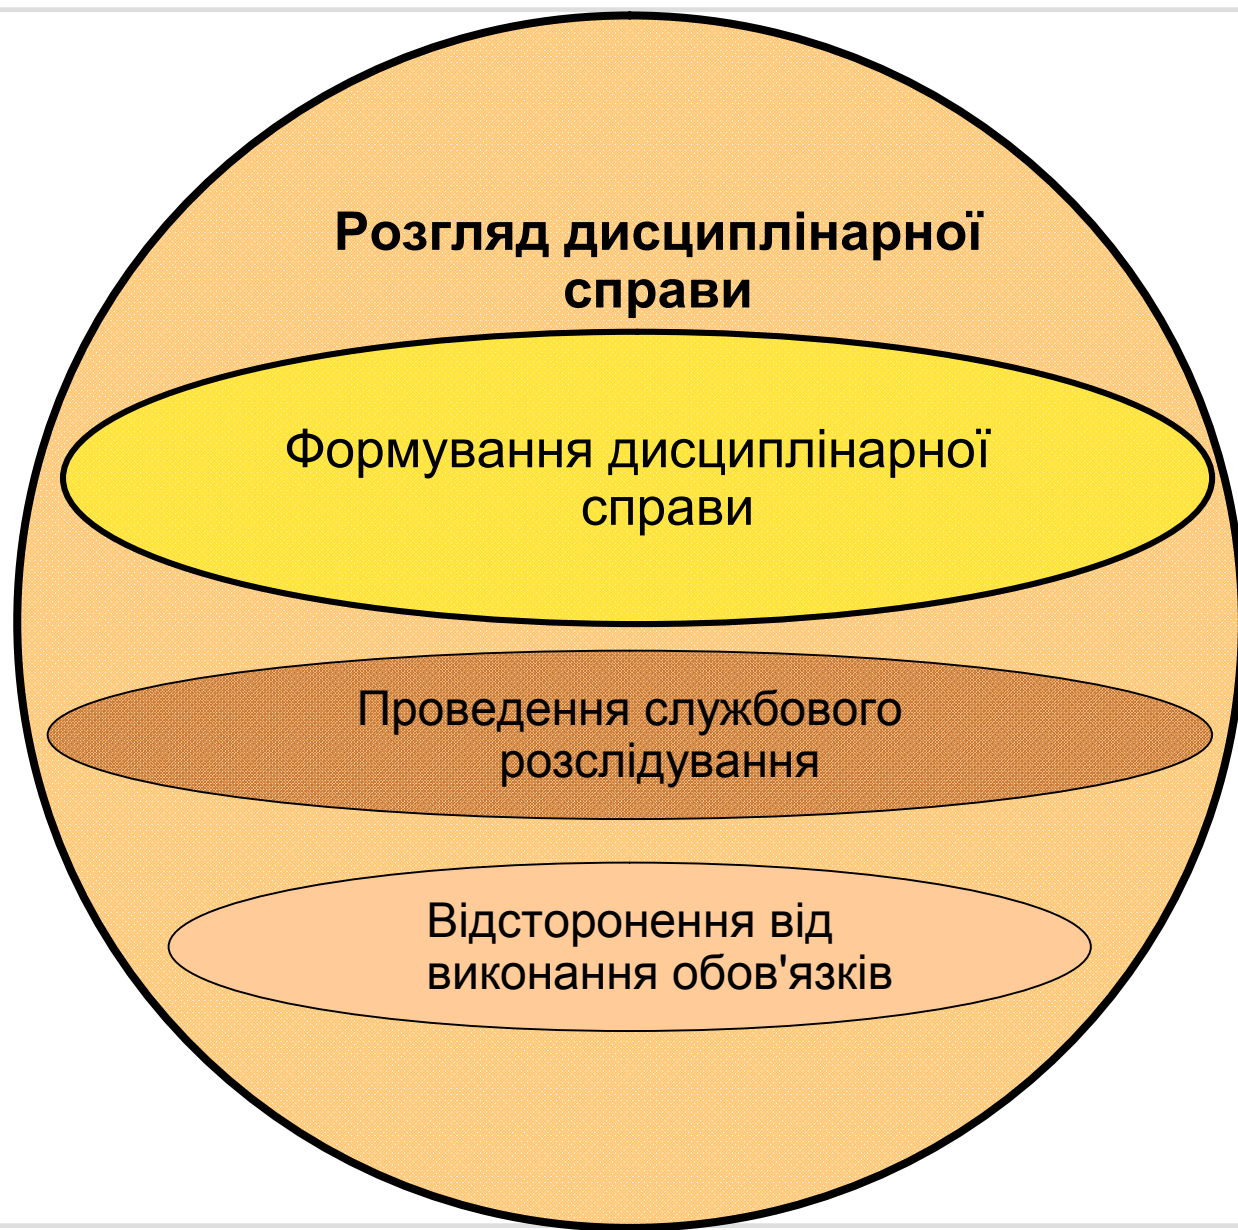 Розгляд дисциплінарної
справи
Формування дисциплінарної
справи
Проведення службового
розслідування
Відсторонення від
виконання обов'язків